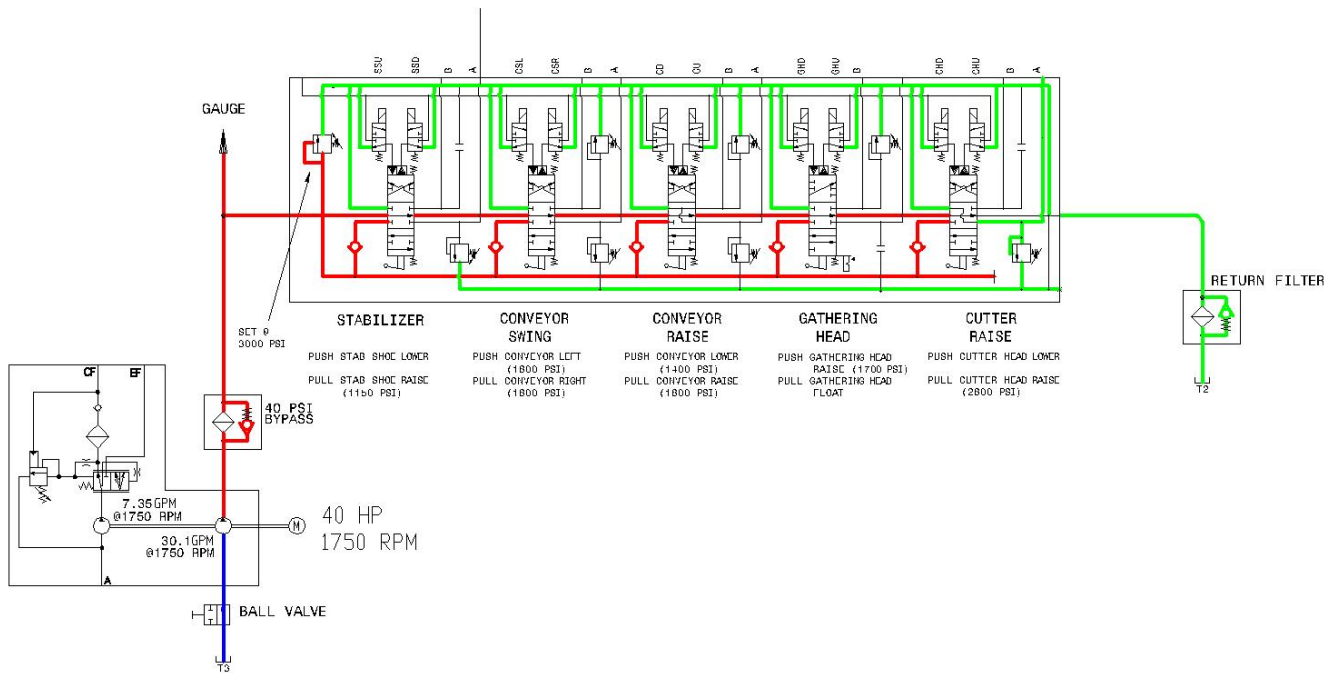 SSU SSD B A CSL CSR B A CD CU B A GHD GHU B CHD CHU B A
GAUGE
SET @
3000 PSI
STABILIZER
PUSH STAB SHOE LOWER
PULL STAB SHOE RAISE
(1150 PSI)
CONVEYOR
SWING
PUSH CONVEYOR LEFT
(1600 PSI)
PULL CONVEYOR RIGHT
(1600 PSI)
CONVEYOR
RAISE
PUSH CONVEYOR LOWER
(1400 PSI)
PULL CONVEYOR RAISE
(1600 PSI)
GATHERING
HEAD
PUSH GATHERING HEAD
RAISE (1700 PSI)
PULL GATHERING HEAD
FLOAT
CUTTER
RAISE
PUSH CUTTER HEAD LOWER
PULL CUTTER HEAD RAISE
(2600 PSI)
RETURN FILTER
T2
CF EF
40 PSI
BYPASS
7.35GPM
@1750 RPM
30.1GPM
@1750 RPM
M
40 HP
1750 RPM
A
BALL VALVE
T3